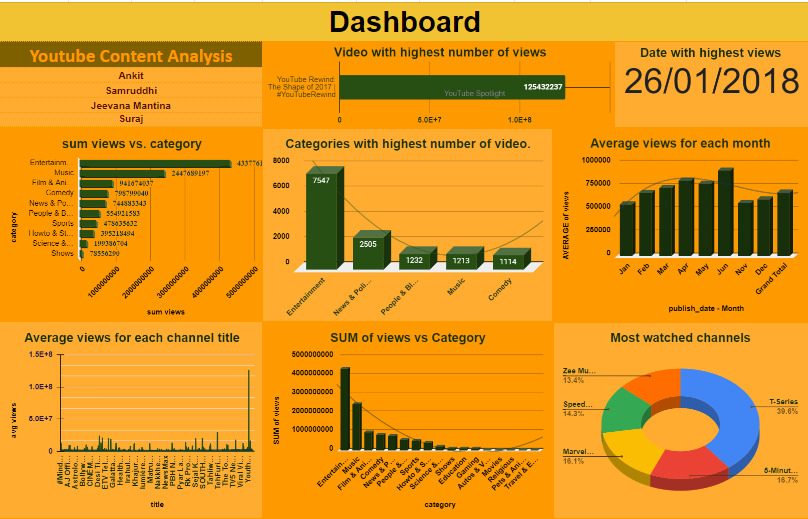 Dashboard
Youtube Content Analysis
Ankit
Samruddhi
Jeevana Mantina
Suraj
Video with highest number of views
YouTube Rewind:
The Shape of 2017 |
#YouTubeRewind
YouTube Spotlight
125432237
0
5.0E+7
1.0E+8
Date with highest views
26/01/2018
sum views vs. category
category
Entertainm...
Music
Film & Ani...
Comedy
News & Po...
People & B...
Sports
Howto & St...
Science &...
Shows
2447689197
941674037
798799040
744883343
554921583
478635632
395218494
199386704
78556290
0
1000000000
2000000000
3000000000
4000000000
5000000000
sum views
Categories with highest number of video.
8000
6000
4000
2000
0
7547
2505
1232
1213
1114
Entertainment
News & Poli...
People & Bl...
Music
Comedy
Average views for each month
AVERAGE of views
1000000
750000
500000
250000
0
Jan
Feb
Mar
Apr
May
Jun
Nov
Dec
Grand Total
publish_date - Month
Average views for each channel title
avg views
1.5E+8
1.0E+8
5.0E+7
0
title
SUM of views vs Category
SUM of views
5000000000
4000000000
3000000000
2000000000
1000000000
0
Entertain...
Music
Film & Ani...
Comedy
News & P...
People &...
Sports
Howto & S...
Science &...
Shows
Education
Gaming
Autos & V...
Movies
Religious
Pets & Ani...
Travel & E...
category
Most watched channels
Zee Mu...
13.4%
Speed...
14.3%
Marvel...
16.1%
T-Series
39.6%
5-Minut...
16.7%